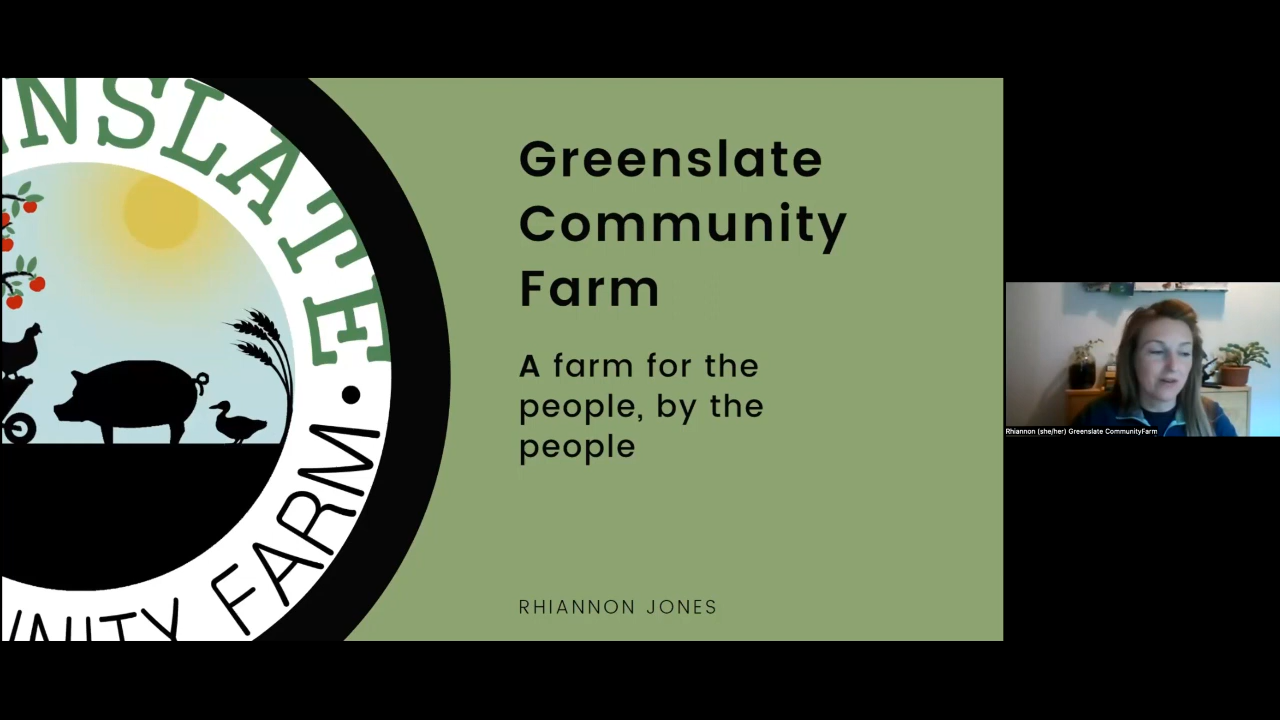 NSLATE
Greenslate
Community
Farm
A farm for the
people, by the
people
NITY FARM
RHIANNON JONES
Rhiannon (she/her) Greenslate CommunityFarm